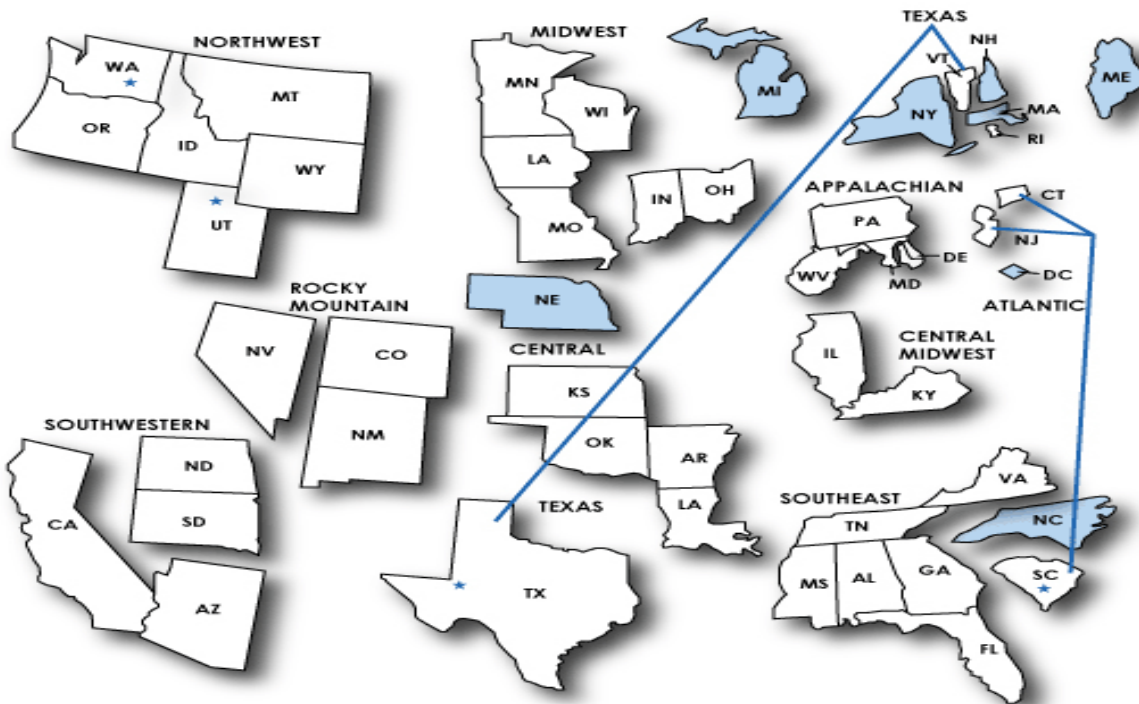 NORTHWEST
WA
MT
OR
ID
WY
UT
MIDWEST
MN
WI
LA
MO
IN
OH
MI
TEXAS
NH
VT
ME
NY
MA
RI
APPALACHIAN
PA
WV
MD
DE
CT
NJ
DC
ATLANTIC
ROCKY
MOUNTAIN
NV
CO
NM
NE
CENTRAL
KS
OK
AR
LA
CENTRAL
MIDWEST
IL
KY
SOUTHWESTERN
ND
SD
CA
AZ
TEXAS
TX
SOUTHEAST
VA
TN
NC
MS
AL
GA
SC
FL